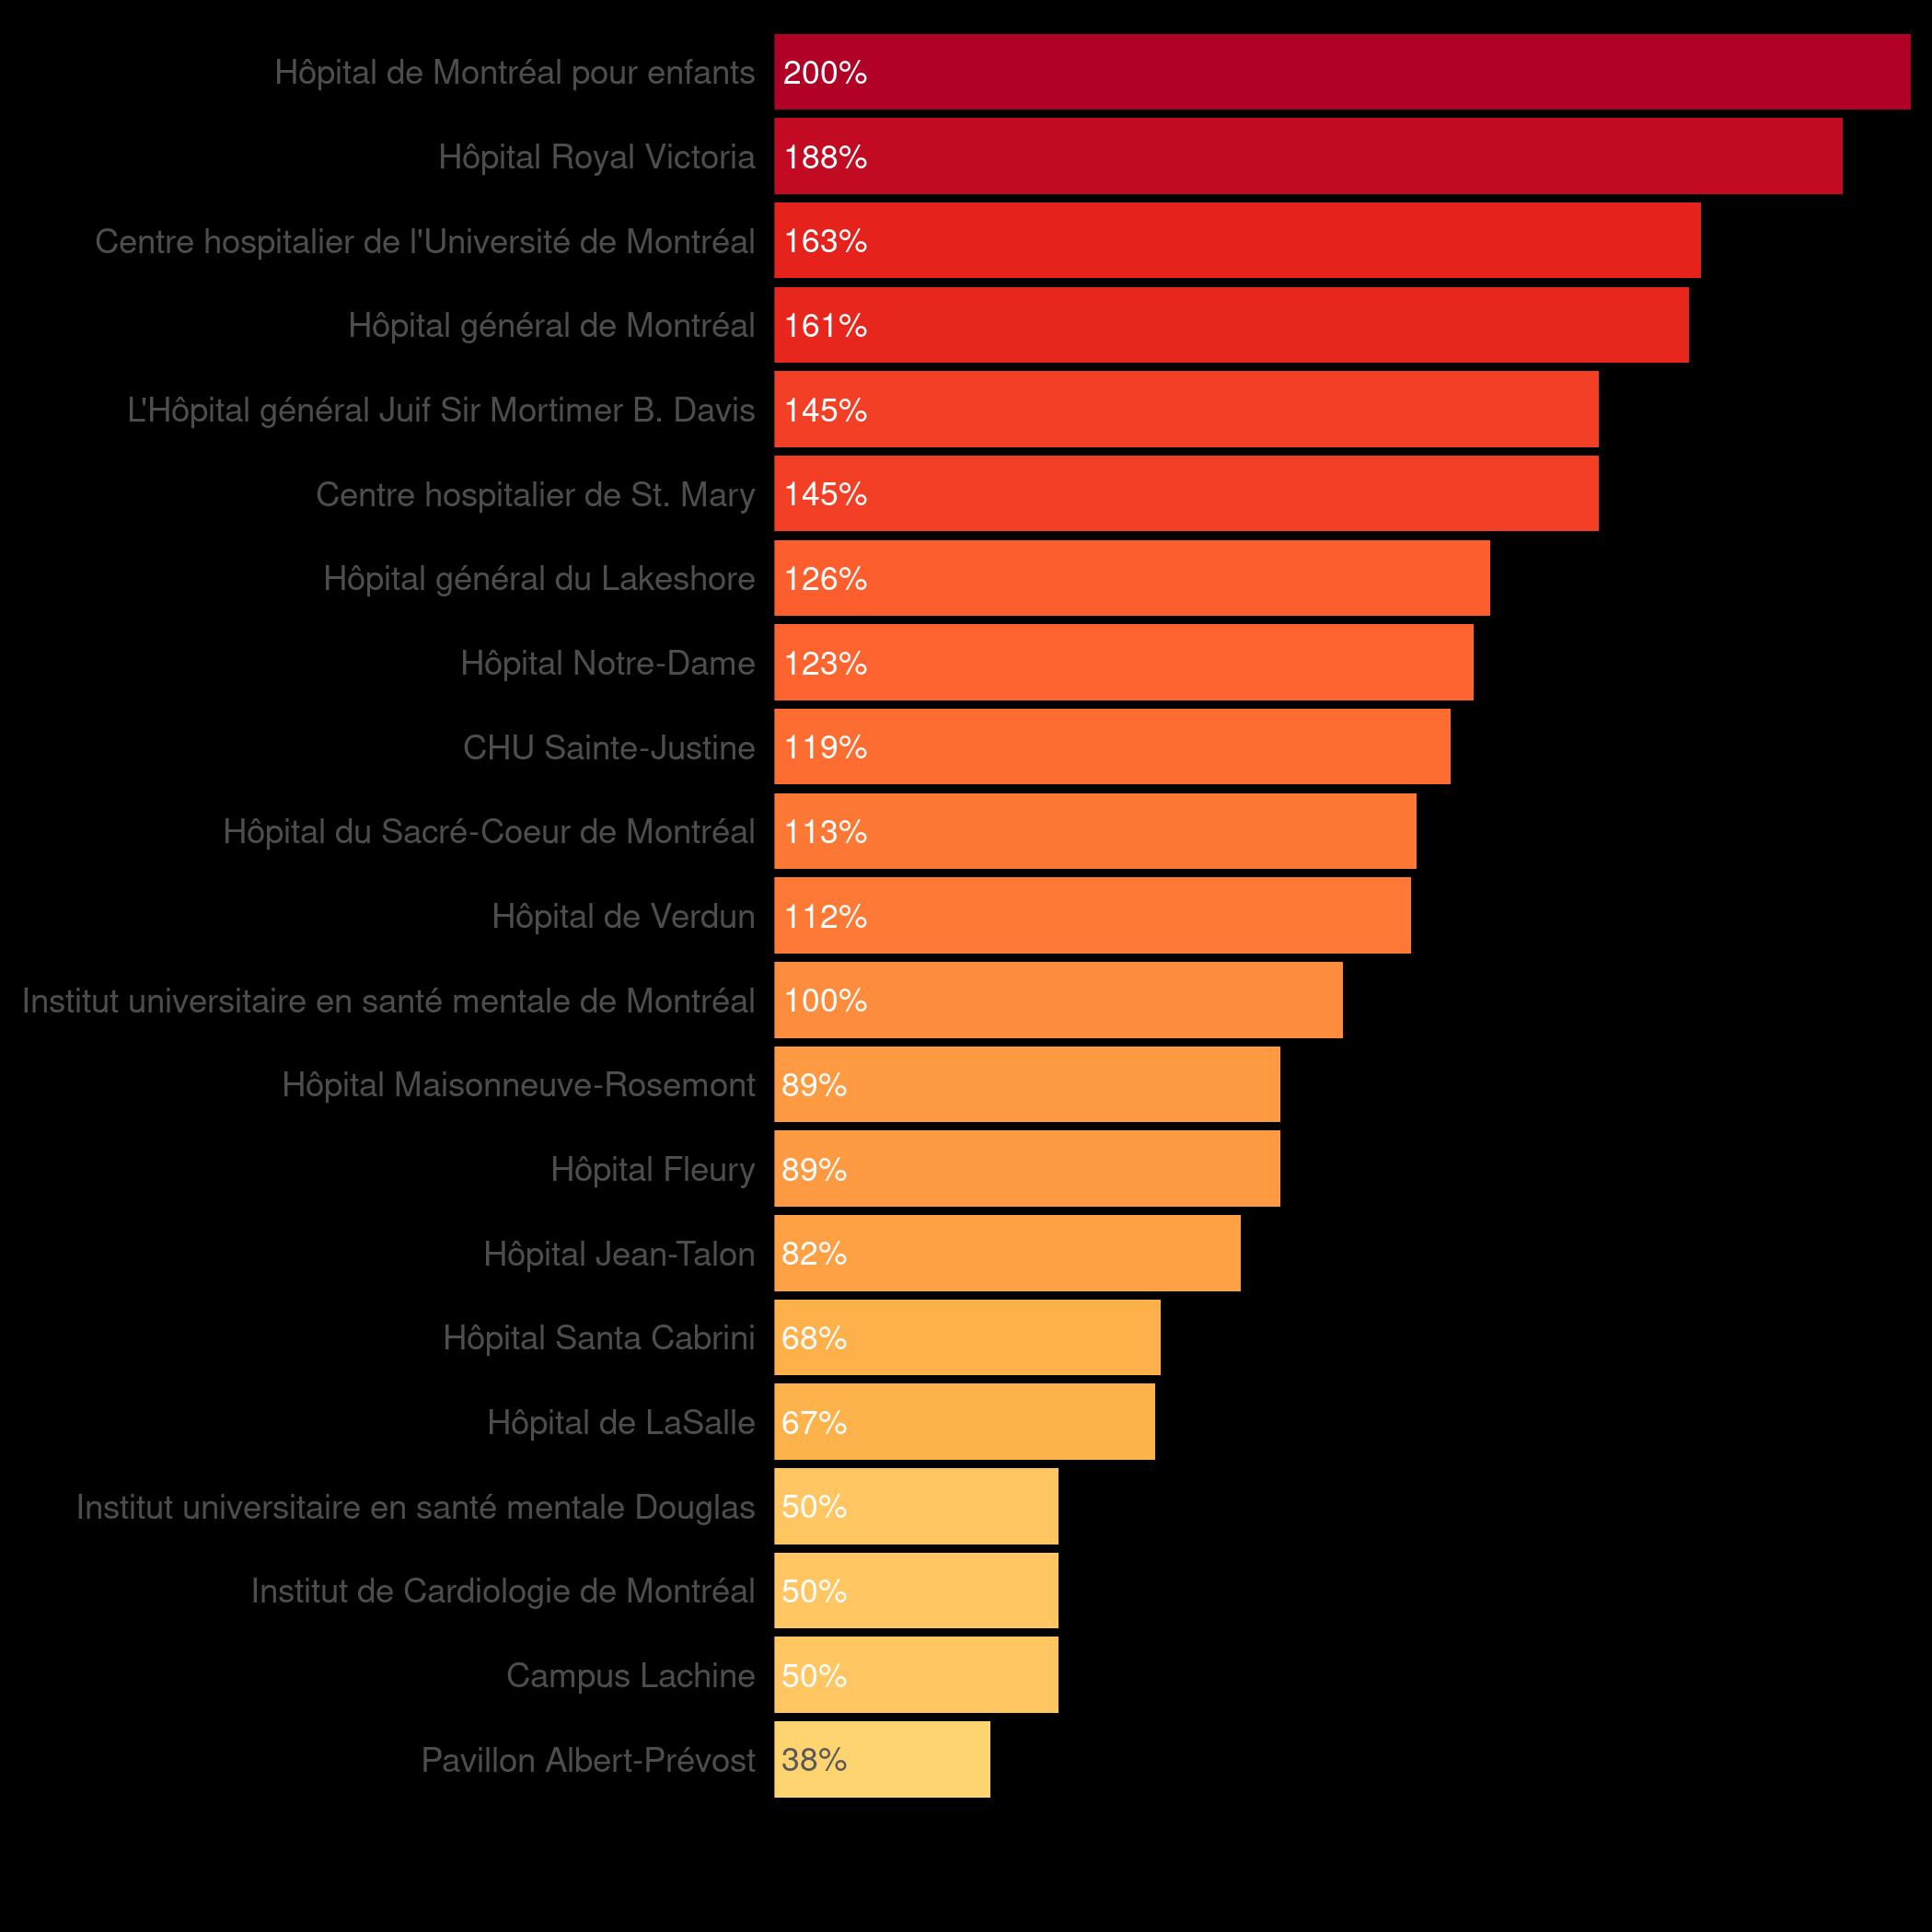 Hôpital de Montréal pour enfants 200%
Hôpital Royal Victoria 188%
Centre hospitalier de l'Université de Montréal 163%
Hôpital général de Montréal 161%
L'Hôpital général Juif Sir Mortimer B. Davis 145%
Centre hospitalier de St. Mary 145%
Hôpital général du Lakeshore 126%
Hôpital Notre-Dame 123%
CHU Sainte-Justine 119%
Hôpital du Sacré-Coeur de Montréal 113%
Hôpital de Verdun 112%
Institut universitaire en santé mentale de Montréal 100%
Hôpital Maisonneuve-Rosemont 89%
Hôpital Fleury 89%
Hôpital Jean-Talon 82%
Hôpital Santa Cabrini 68%
Hôpital de LaSalle 67%
Institut universitaire en santé mentale Douglas 50%
Institut de Cardiologie de Montréal 50%
Campus Lachine 50%
Pavillon Albert-Prévost 38%